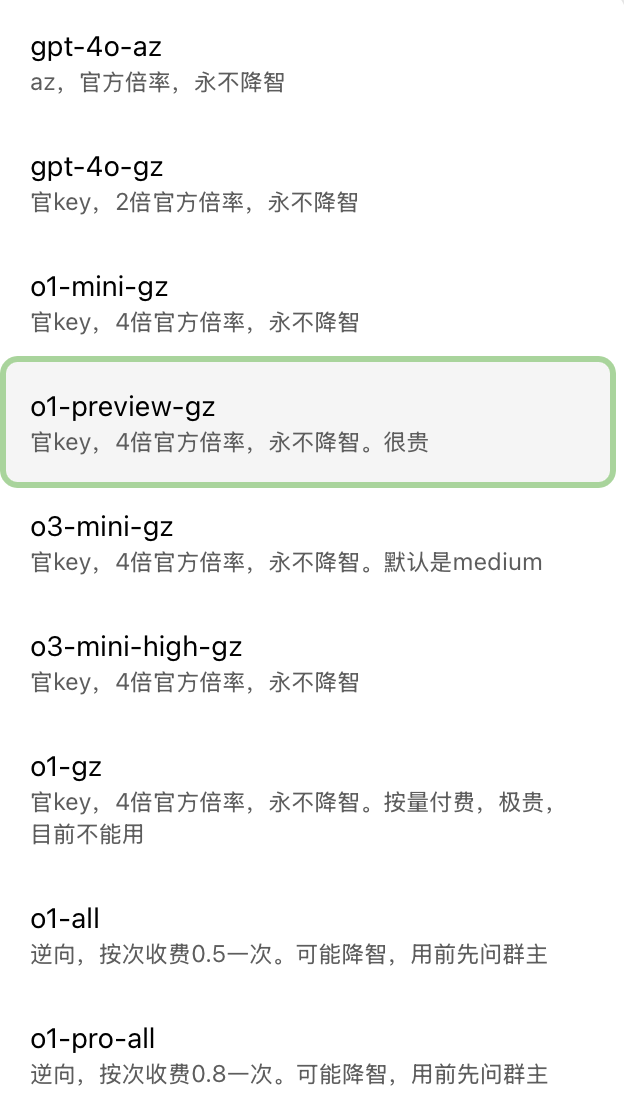 gpt-4o-az
az，官方倍率，永不降智
gpt-4o-gz
官key，2倍官方倍率，永不降智
o1-mini-gz
官key，4倍官方倍率，永不降智
o1-preview-gz
官key，4倍官方倍率，永不降智。很贵
o3-mini-gz
官key，4倍官方倍率，永不降智。默认是medium
o3-mini-high-gz
官key，4倍官方倍率，永不降智
o1-gz
官key，4倍官方倍率，永不降智。按量付费，极贵，
目前不能用
o1-all
逆向，按次收费0.5一次。可能降智，用前先问群主
o1-pro-all
逆向，按次收费0.8一次。可能降智，用前先问群主